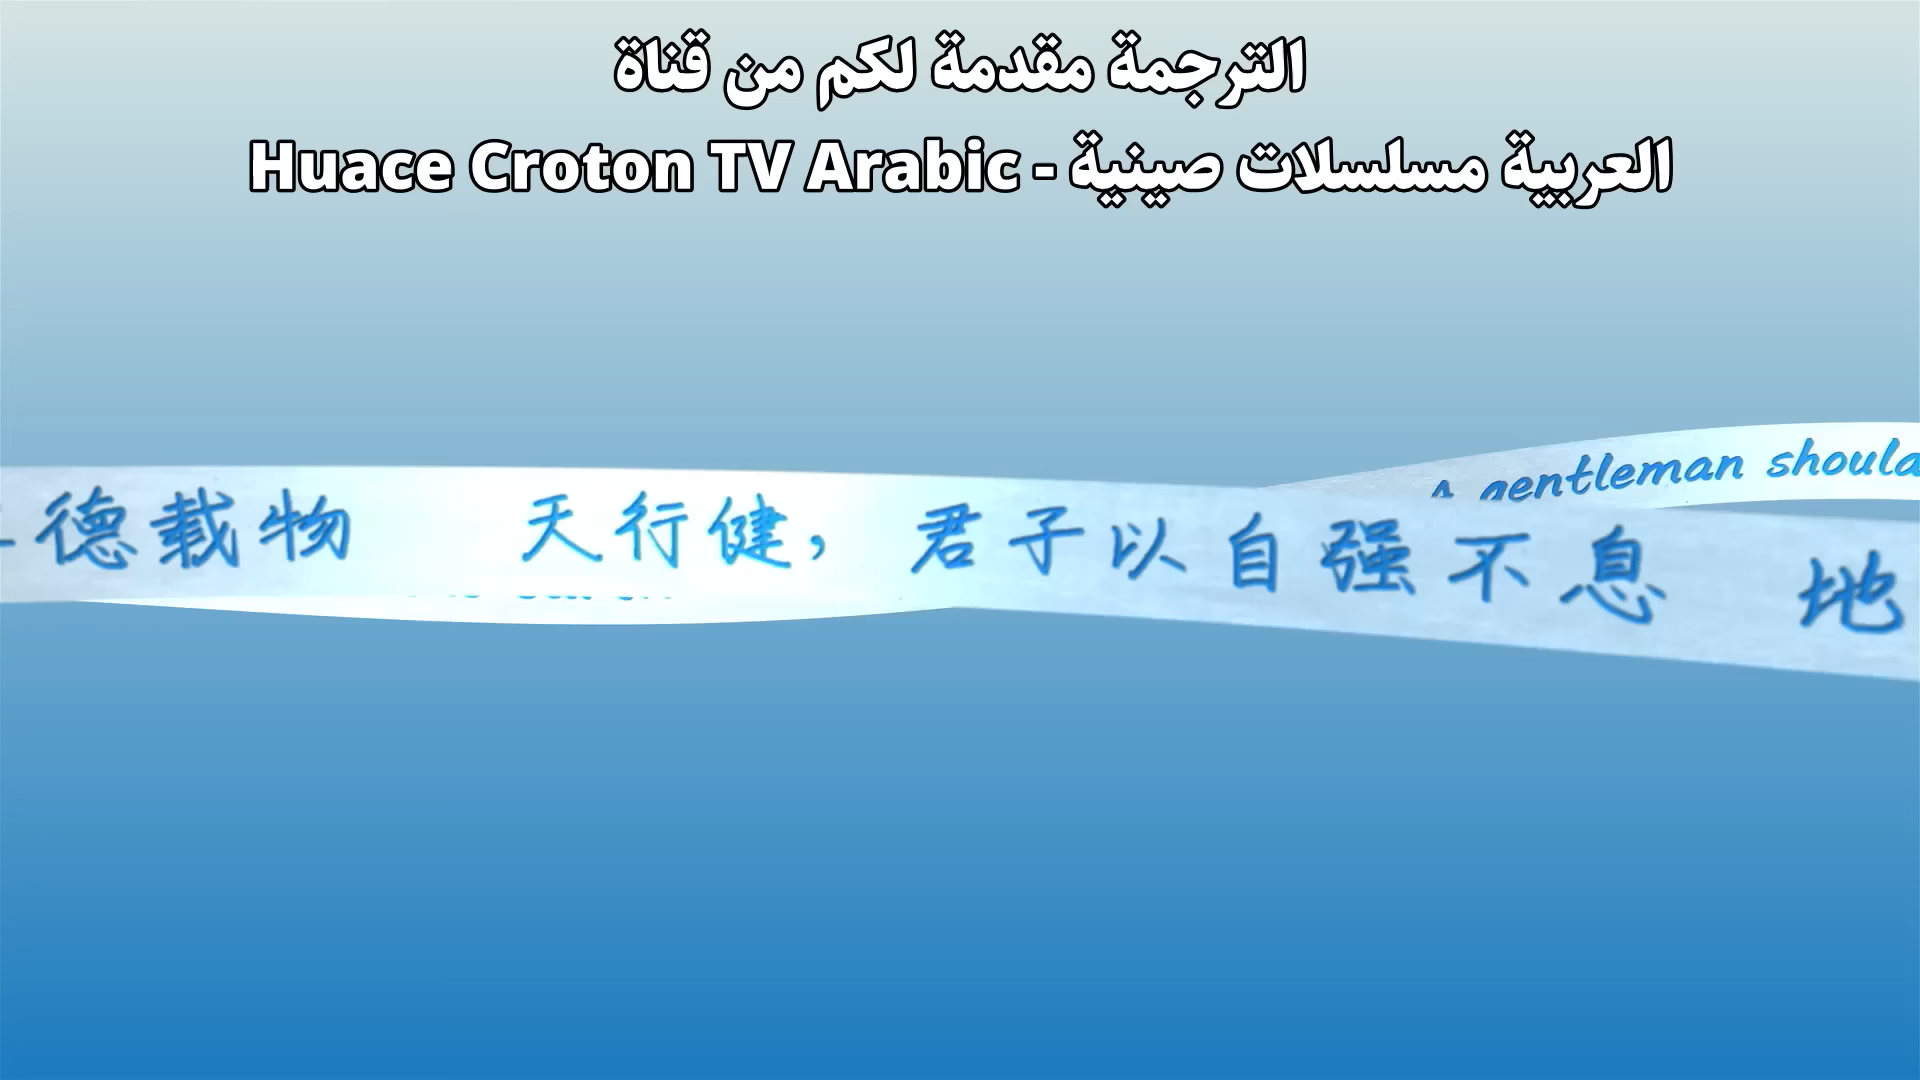 الترجمة مقدمة لكم من قناة
العربية مسلسلات صينية - Huace Croton TV Arabic
A gentleman should
德载物 天行健，君子以自强不息 地